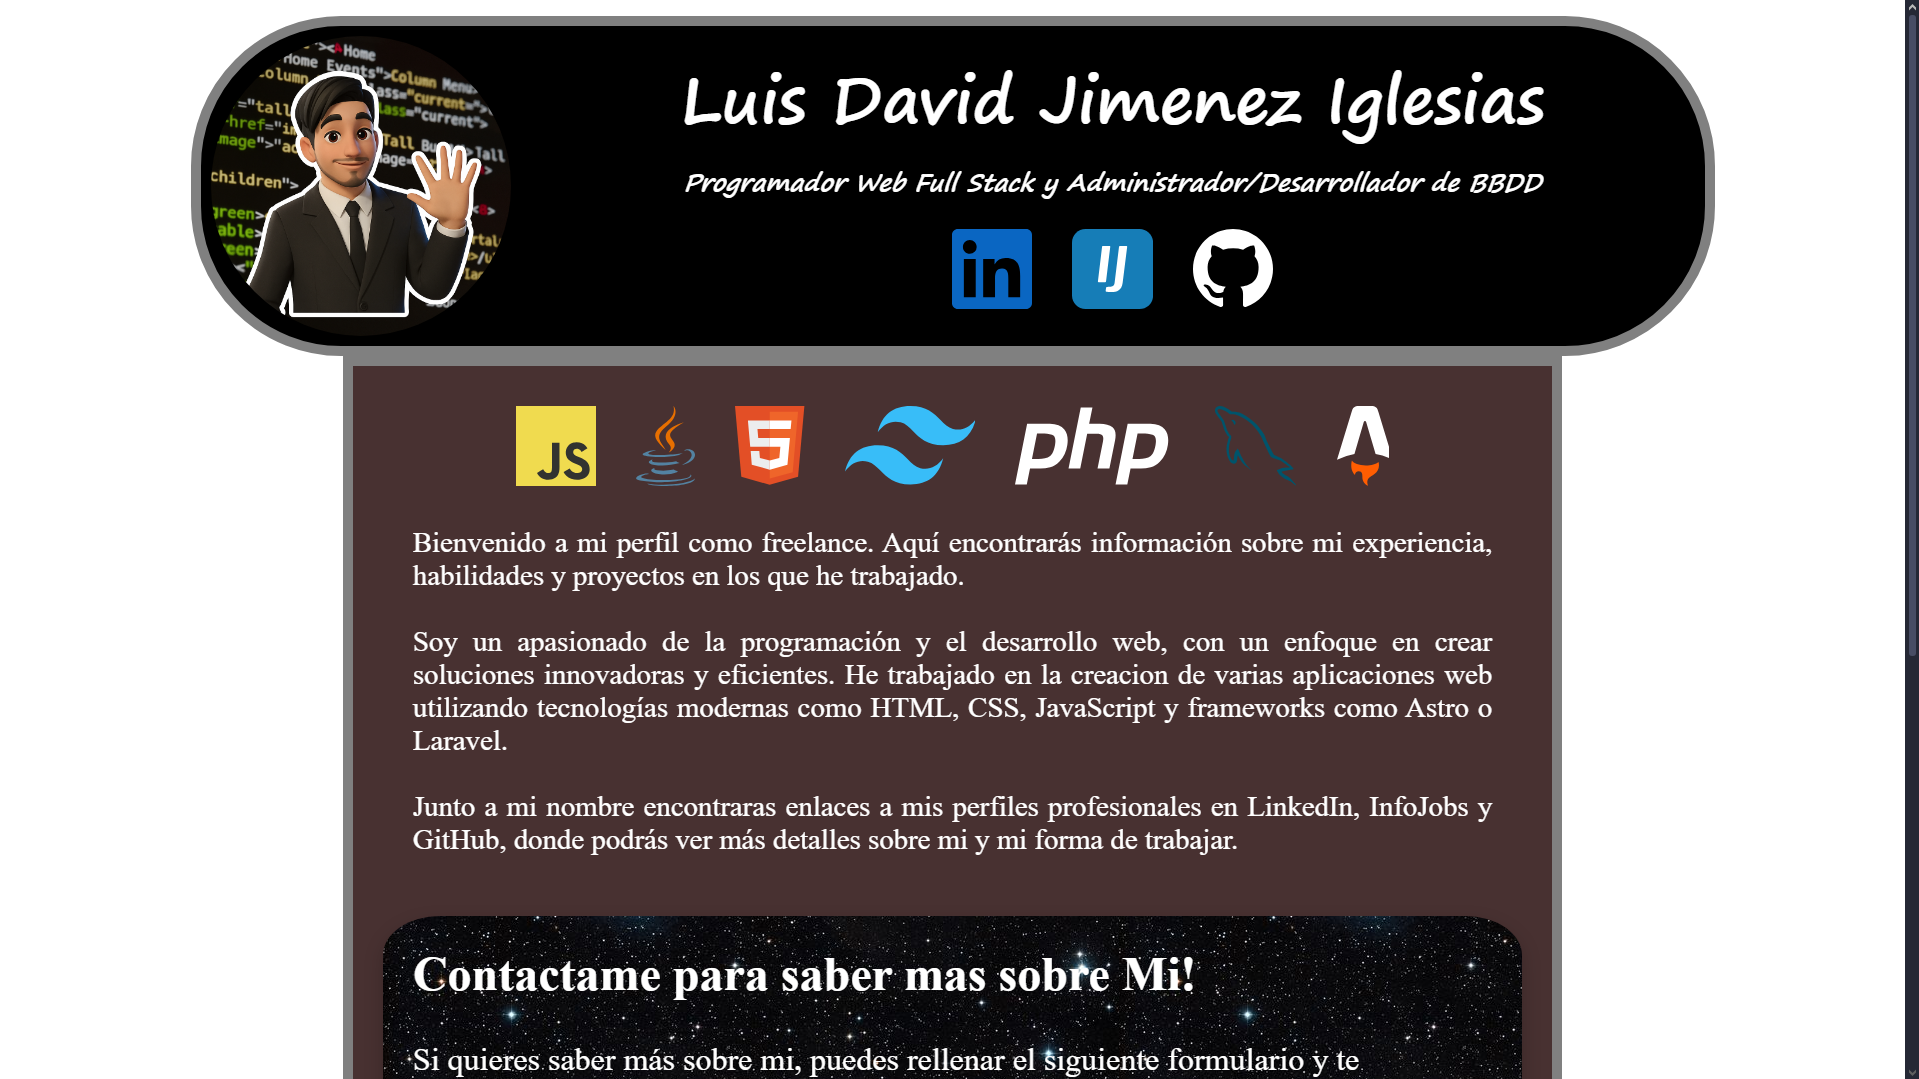 Luis David Jimenez Iglesias
Programador Web Full Stack y Administrador/Desarrollador de BBDD
in
IJ
JS
5
php
Bienvenido a mi perfil como freelance. Aquí encontrarás información sobre mi experiencia,
habilidades y proyectos en los que he trabajado.
Soy un apasionado de la programación y el desarrollo web, con un enfoque en crear
soluciones innovadoras y eficientes. He trabajado en la creacion de varias aplicaciones web
utilizando tecnologías modernas como HTML, CSS, JavaScript y frameworks como Astro o
Laravel.
Junto a mi nombre encontraras enlaces a mis perfiles profesionales en LinkedIn, InfoJobs y
GitHub, donde podrás ver más detalles sobre mi y mi forma de trabajar.
Contactame para saber mas sobre Mi!
Si quieres saber más sobre mi, puedes rellenar el siguiente formulario y te